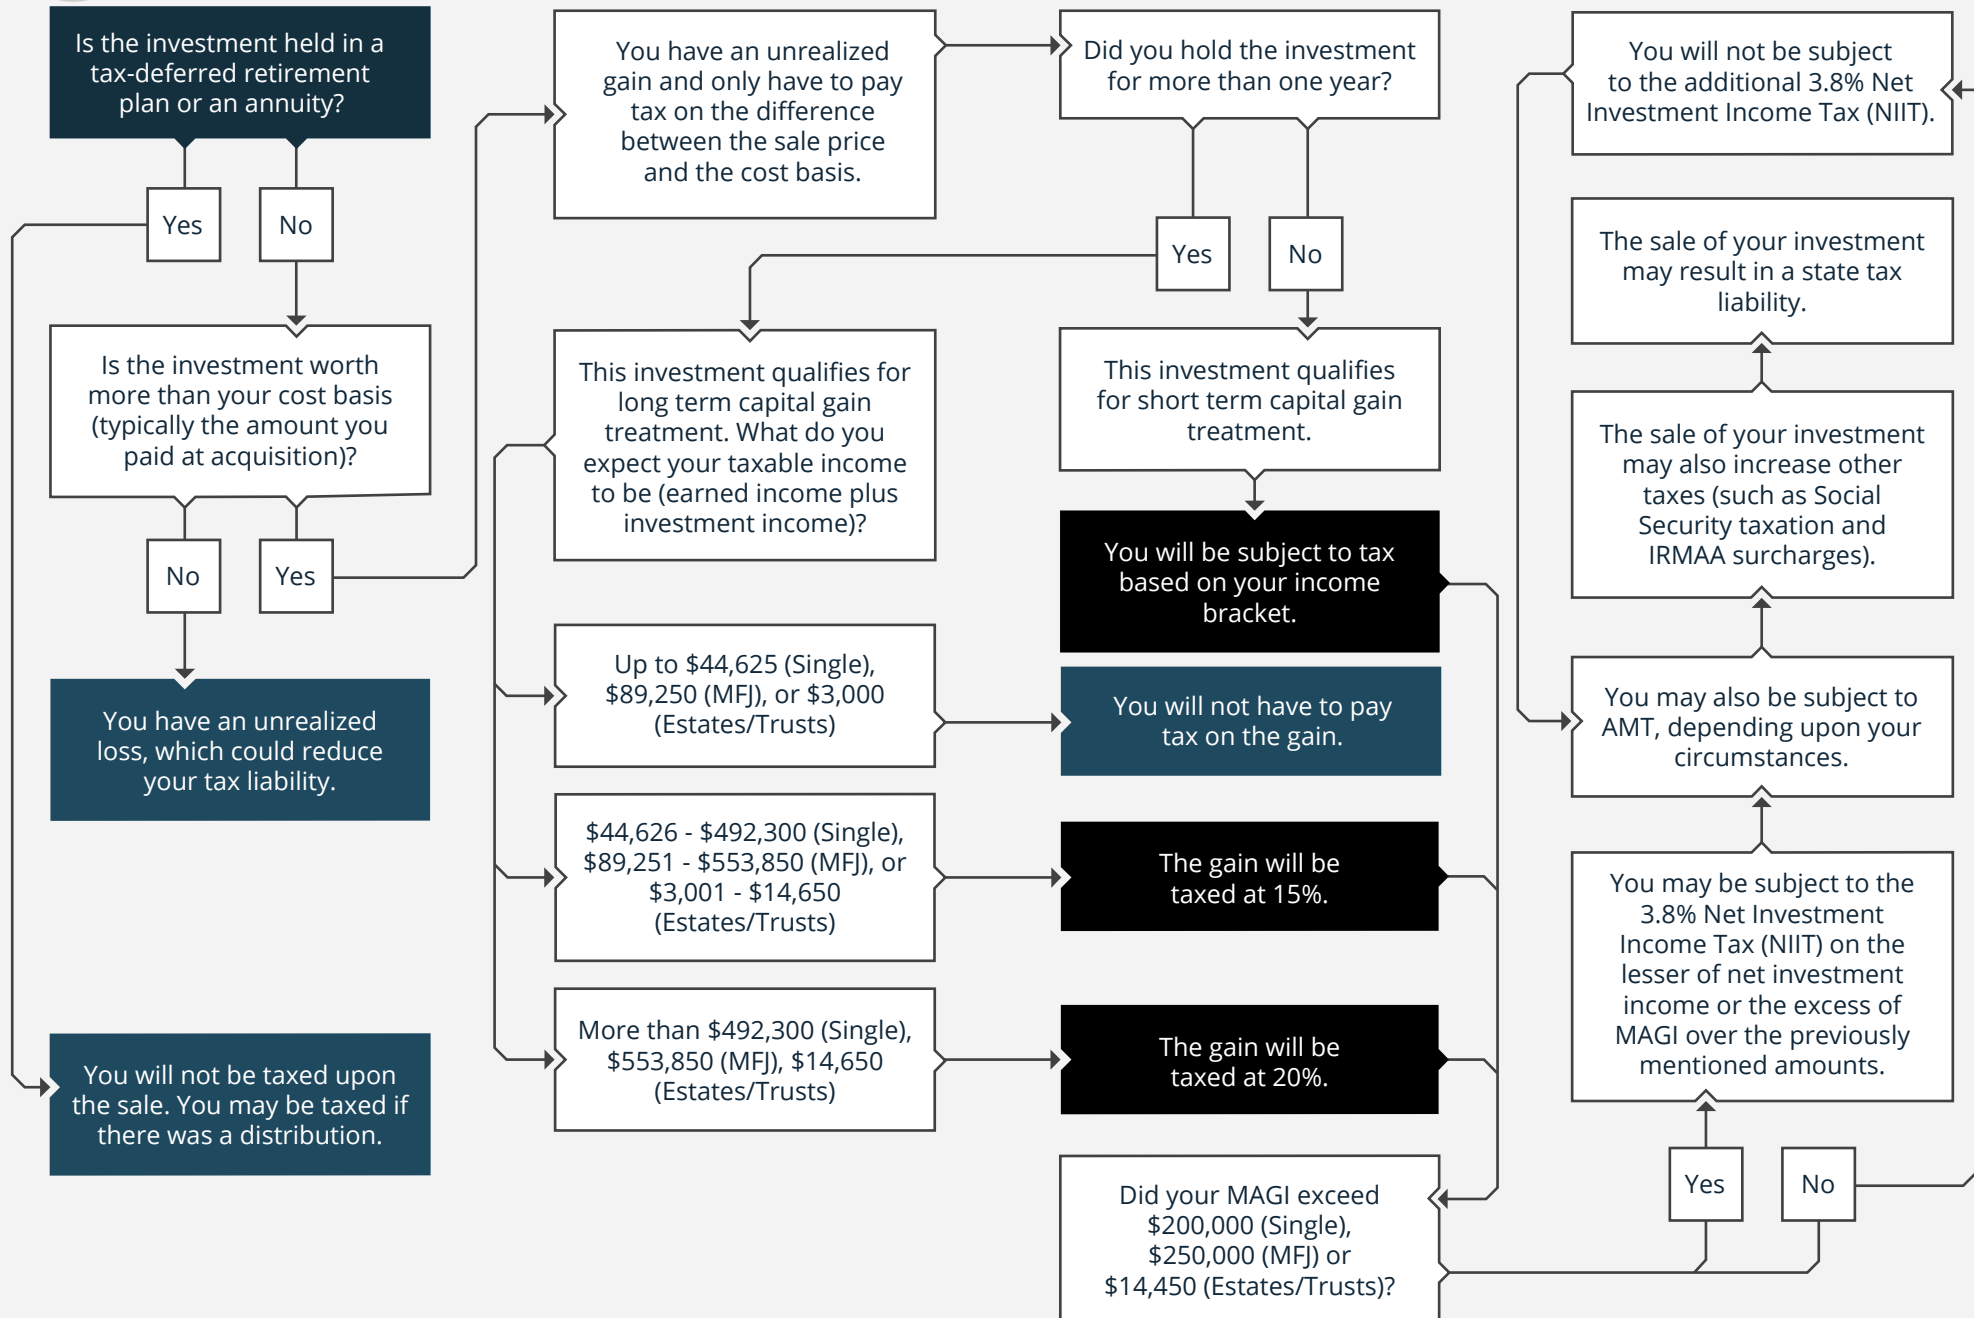 Is the investment held in a
tax-deferred retirement
plan or an annuity?
Yes
No
Is the investment worth
more than your cost basis
(typically the amount you
paid at acquisition)?
No
Yes
You have an unrealized
loss, which could reduce
your tax liability.
You will not be taxed upon
the sale. You may be taxed if
there was a distribution.
You have an unrealized
gain and only have to pay
tax on the difference
between the sale price
and the cost basis.
Did you hold the investment
for more than one year?
Yes
No
This investment qualifies for
long term capital gain
treatment. What do you
expect your taxable income
to be (earned income plus
investment income)?
This investment qualifies
for short term capital gain
treatment.
You will be subject to tax
based on your income
bracket.
Up to $44,625 (Single),
$89,250 (MFJ), or $3,000
(Estates/Trusts)
You will not have to pay
tax on the gain.
$44,626 - $492,300 (Single),
$89,251 - $553,850 (MFJ), or
$3,001 - $14,650
(Estates/Trusts)
The gain will be
taxed at 15%.
More than $492,300 (Single),
$553,850 (MFJ), $14,650
(Estates/Trusts)
The gain will be
taxed at 20%.
Did your MAGI exceed
$200,000 (Single),
$250,000 (MFJ) or
$14,450 (Estates/Trusts)?
You will not be subject
to the additional 3.8% Net
Investment Income Tax (NIIT).
The sale of your investment
may result in a state tax
liability.
The sale of your investment
may also increase other
taxes (such as Social
Security taxation and
IRMAA surcharges).
You may also be subject to
AMT, depending upon your
circumstances.
You may be subject to the
3.8% Net Investment
Income Tax (NIIT) on the
lesser of net investment
income or the excess of
MAGI over the previously
mentioned amounts.
Yes
No